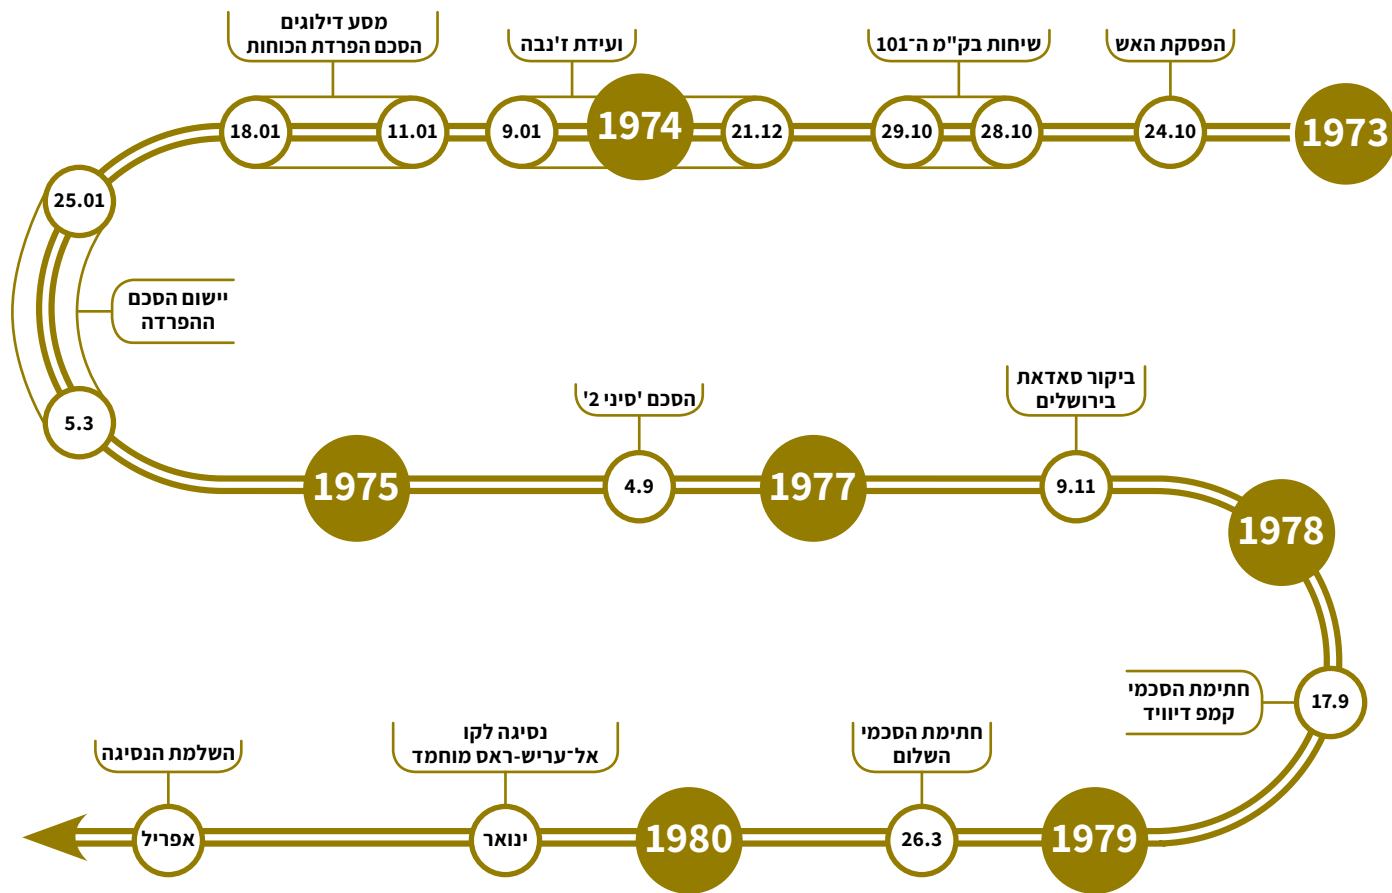 1973
הפסקת האש
24.10
שיחות בק"מ ה־101
28.10
29.10
ועידת ז'נבה
21.12
1974
9.01
מסע דילוגים
הסכם הפרדת הכוחות
11.01
18.01
25.01
יישום הסכם
ההפרדה
5.3
1975
הסכם 'סיני 2'
4.9
1977
ביקור סאדאת
בירושלים
9.11
1978
חתימת הסכמי
קמפ דיוויד
17.9
1979
חתימת הסכמי
השלום
26.3
1980
נסיגה לקו
אל־עריש-ראס מוחמד
ינואר
השלמת הנסיגה
אפריל